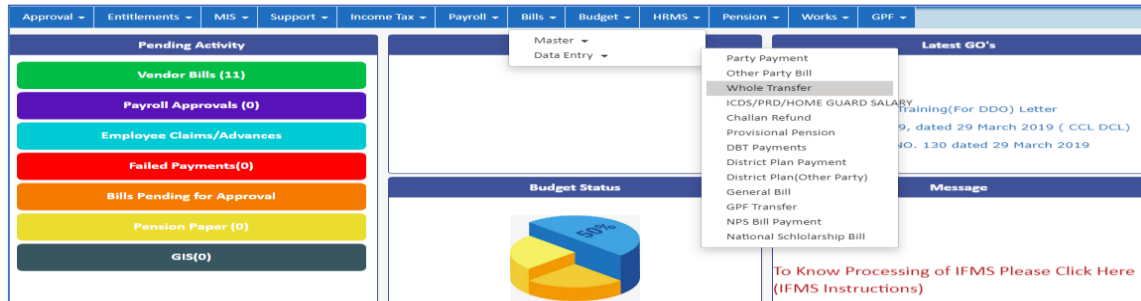 Approval Entitlements MIS Support Income Tax Payroll Bills Budget HRMS Pension Works GPF
Pending Activity
Vendor Bills (11)
Payroll Approvals (0)
Employee Claims/Advances
Failed Payments(0)
Bills Pending for Approval
Pension Paper (0)
GIS(0)
Master
Data Entry
Party Payment
Other Party Bill
Whole Transfer
ICDS/PRD/HOME GUARD SALARY
Challan Refund
Provisional Pension
DBT Payments
District Plan Payment
District Plan(Other Party)
General Bill
GPF Transfer
NPS Bill Payment
National Schlolarship Bill
Budget Status
50%
Latest GO's
Training(For DDO) Letter
9, dated 29 March 2019 ( CCL DCL)
NO. 130 dated 29 March 2019
Message
To Know Processing of IFMS Please Click Here
(IFMS Instructions)